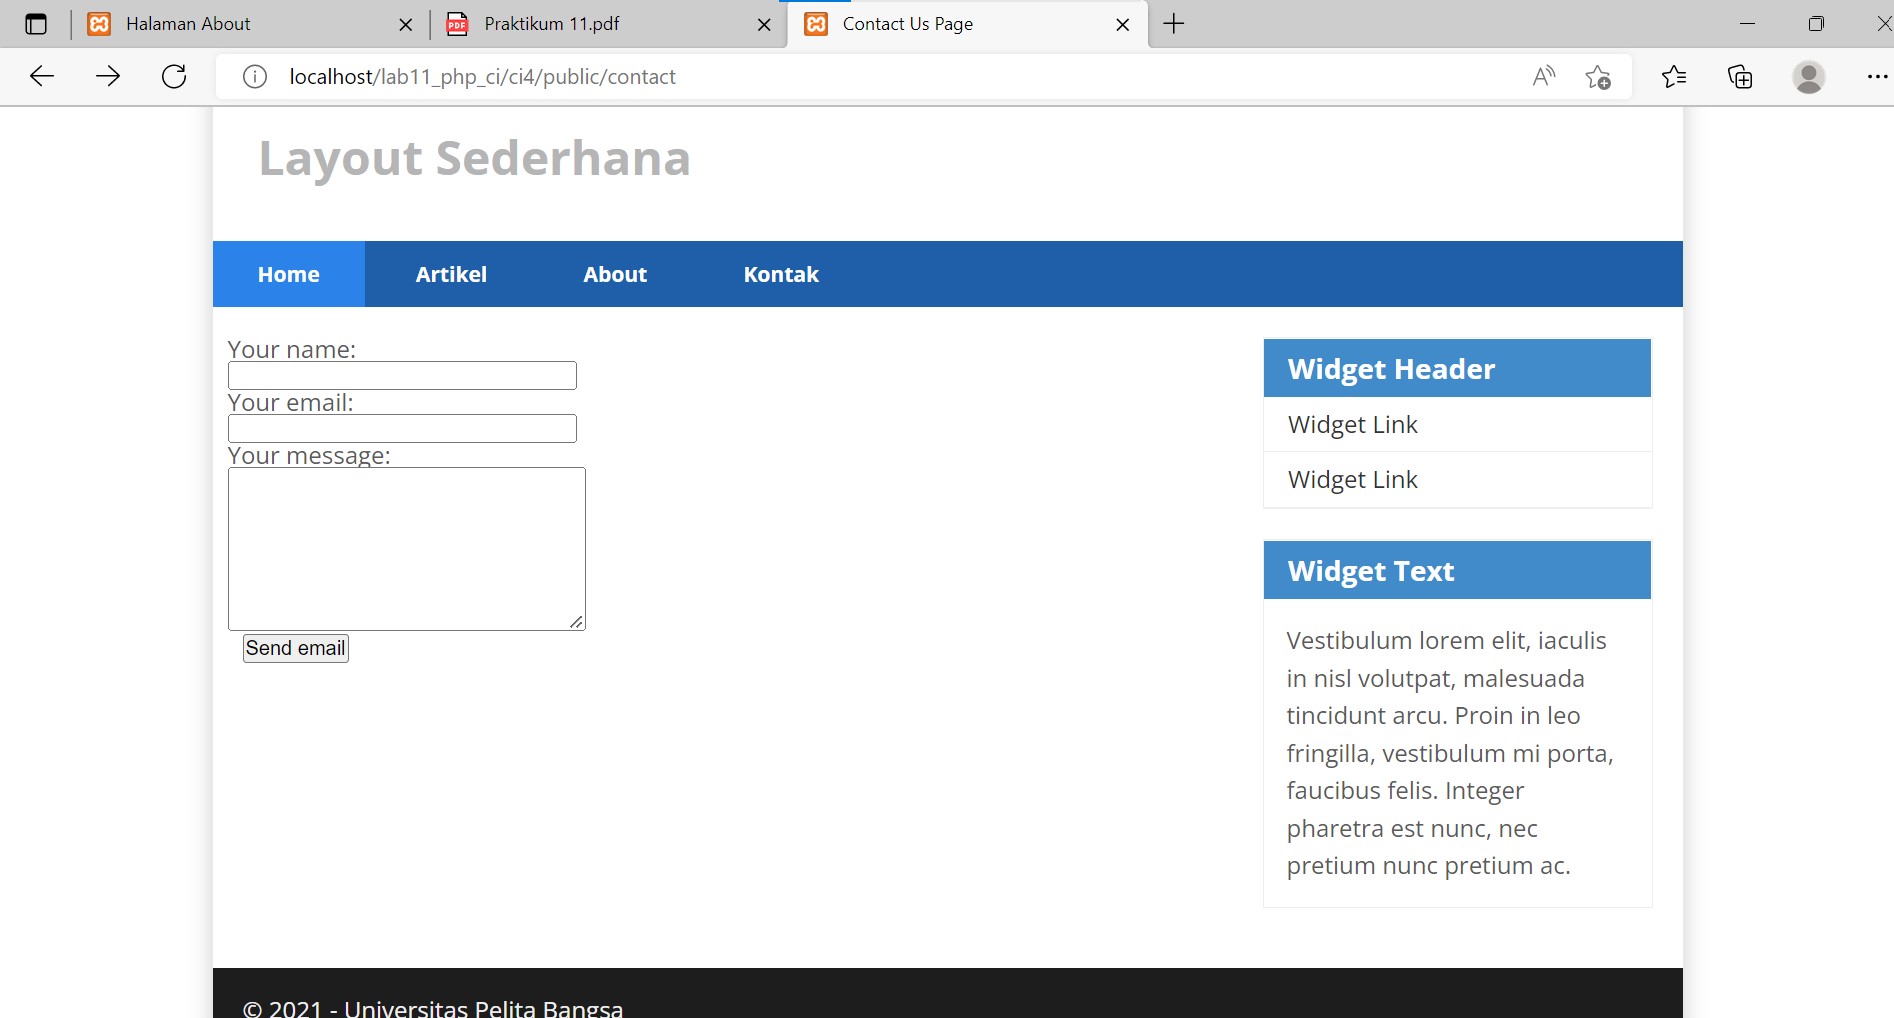 Halaman About
Praktikum 11.pdf
Contact Us Page
localhost/lab11_php_ci/ci4/public/contact
Layout Sederhana
Home Artikel About Kontak
Your name:
Your email:
Your message:
Send email
Widget Header
Widget Link
Widget Link
Widget Text
Vestibulum lorem elit, iaculis
in nisl volutpat, malesuada
tincidunt arcu. Proin in leo
fringilla, vestibulum mi porta,
faucibus felis. Integer
pharetra est nunc, nec
pretium nunc pretium ac.
© 2021 - Universitas Pelita Bangsa